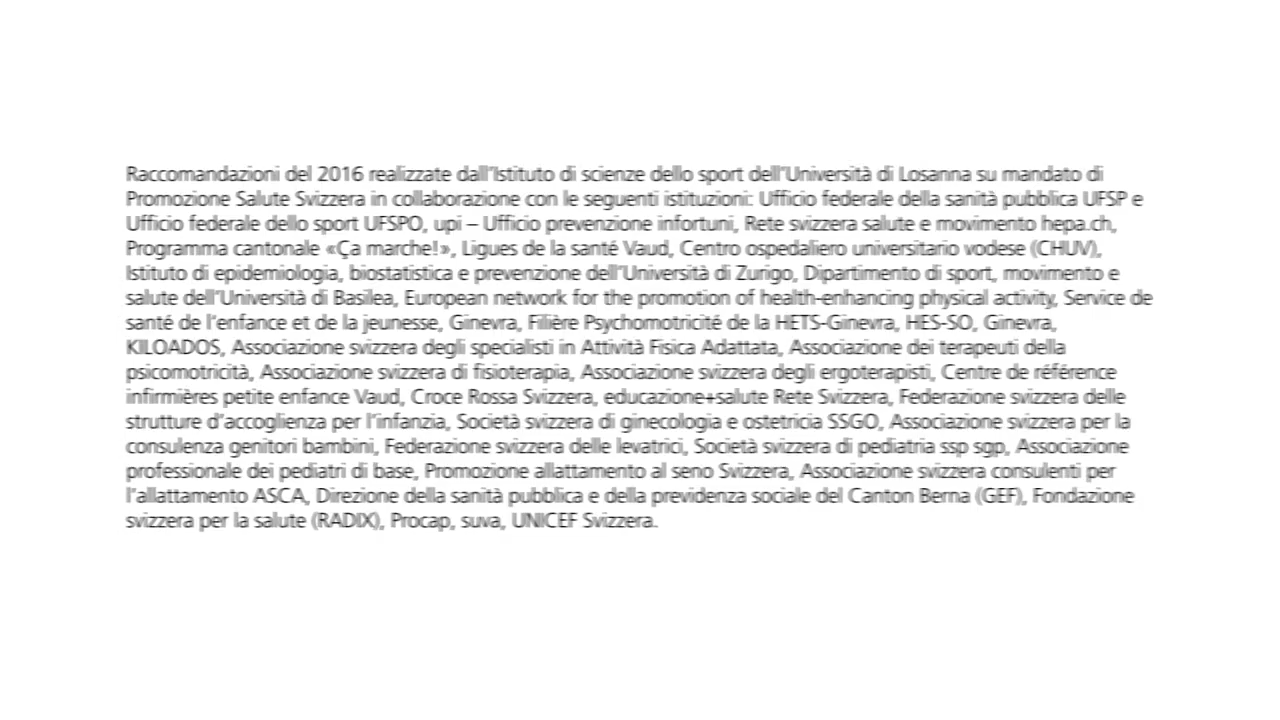 Raccomandazioni del 2016 realizzate dall'Istituto di scienze dello sport dell'Università di Losanna su mandato di
Promozione Salute Svizzera in collaborazione con le seguenti istituzioni: Ufficio federale della sanità pubblica UFSP e
Ufficio federale dello sport UFSPO, upi – Ufficio prevenzione infortuni, Rete svizzera salute e movimento hepa.ch,
Programma cantonale «Ça marche!», Ligues de la santé Vaud, Centro ospedaliero universitario vodese (CHUV),
Istituto di epidemiologia, biostatistica e prevenzione dell'Università di Zurigo, Dipartimento di sport, movimento e
salute dell'Università di Basilea, European network for the promotion of health-enhancing physical activity, Service de
santé de l'enfance et de la jeunesse, Ginevra, Filière Psychomotricité de la HETS-Ginevra, HES-SO, Ginevra,
KILOADOS, Associazione svizzera degli specialisti in Attività Fisica Adattata, Associazione dei terapeuti della
psicomotricità, Associazione svizzera di fisioterapia, Associazione svizzera degli ergoterapisti, Centre de référence
infirmières petite enfance Vaud, Croce Rossa Svizzera, educazione+salute Rete Svizzera, Federazione svizzera delle
strutture d'accoglienza per l'infanzia, Società svizzera di ginecologia e ostetricia SSGO, Associazione svizzera per la
consulenza genitori bambini, Federazione svizzera delle levatrici, Società svizzera di pediatria ssp sgp, Associazione
professionale dei pediatri di base, Promozione allattamento al seno Svizzera, Associazione svizzera consulenti per
l'allattamento ASCA, Direzione della sanità pubblica e della previdenza sociale del Canton Berna (GEF), Fondazione
svizzera per la salute (RADIX), Procap, suva, UNICEF Svizzera.